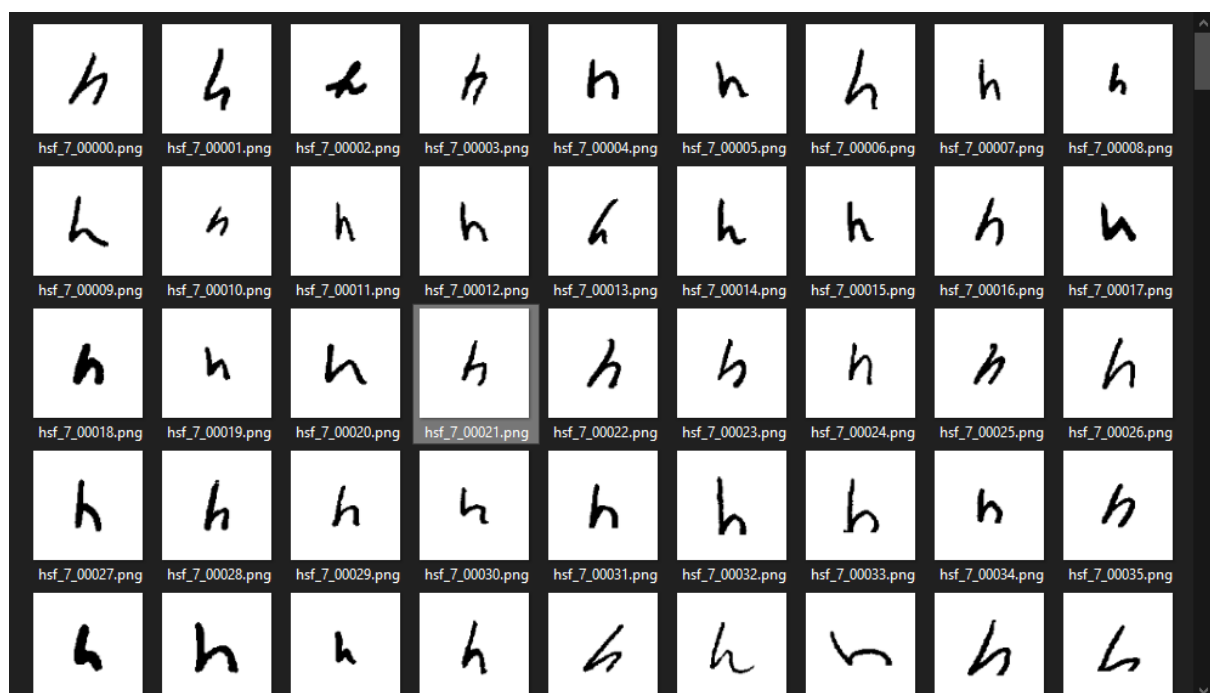 h h h h h h h h h
hsf_7_00000.png hsf_7_00001.png hsf_7_00002.png hsf_7_00003.png hsf_7_00004.png hsf_7_00005.png hsf_7_00006.png hsf_7_00007.png hsf_7_00008.png
h h h h h h h h h
hsf_7_00009.png hsf_7_00010.png hsf_7_00011.png hsf_7_00012.png hsf_7_00013.png hsf_7_00014.png hsf_7_00015.png hsf_7_00016.png hsf_7_00017.png
h h h h h h h h h
hsf_7_00018.png hsf_7_00019.png hsf_7_00020.png hsf_7_00021.png hsf_7_00022.png hsf_7_00023.png hsf_7_00024.png hsf_7_00025.png hsf_7_00026.png
h h h h h h h h h
hsf_7_00027.png hsf_7_00028.png hsf_7_00029.png hsf_7_00030.png hsf_7_00031.png hsf_7_00032.png hsf_7_00033.png hsf_7_00034.png hsf_7_00035.png
h h h h h h h h h